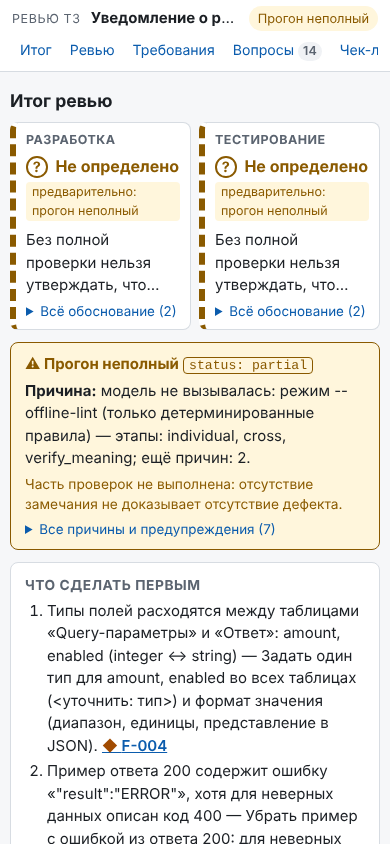 РЕВЬЮ ТЗ Уведомление о р... Прогон неполный
Итог Ревью Требования Вопросы 14 Чек-л
Итог ревью
РАЗРАБОТКА
? Не определено
предварительно:
прогон неполный
Без полной
проверки нельзя
утверждать, что...
▶ Всё обоснование (2)
ТЕСТИРОВАНИЕ
? Не определено
предварительно:
прогон неполный
Без полной
проверки нельзя
утверждать, что...
▶ Всё обоснование (2)
⚠ Прогон неполный status: partial
Причина: модель не вызывалась: режим --
offline-lint (только детерминированные
правила) — этапы: individual, cross,
verify_meaning; ещё причин: 2.
Часть проверок не выполнена: отсутствие
замечания не доказывает отсутствие дефекта.
▶ Все причины и предупреждения (7)
ЧТО СДЕЛАТЬ ПЕРВЫМ
1. Типы полей расходятся между таблицами
«Query-параметры» и «Ответ»: amount,
enabled (integer ↔ string) — Задать один
тип для amount, enabled во всех таблицах
(<уточнить: тип>) и формат значения
(диапазон, единицы, представление в
JSON). ◆ F-004
2. Пример ответа 200 содержит ошибку
«"result":"ERROR"», хотя для неверных
данных описан код 400 — Убрать пример
с ошибкой из ответа 200: для неверных